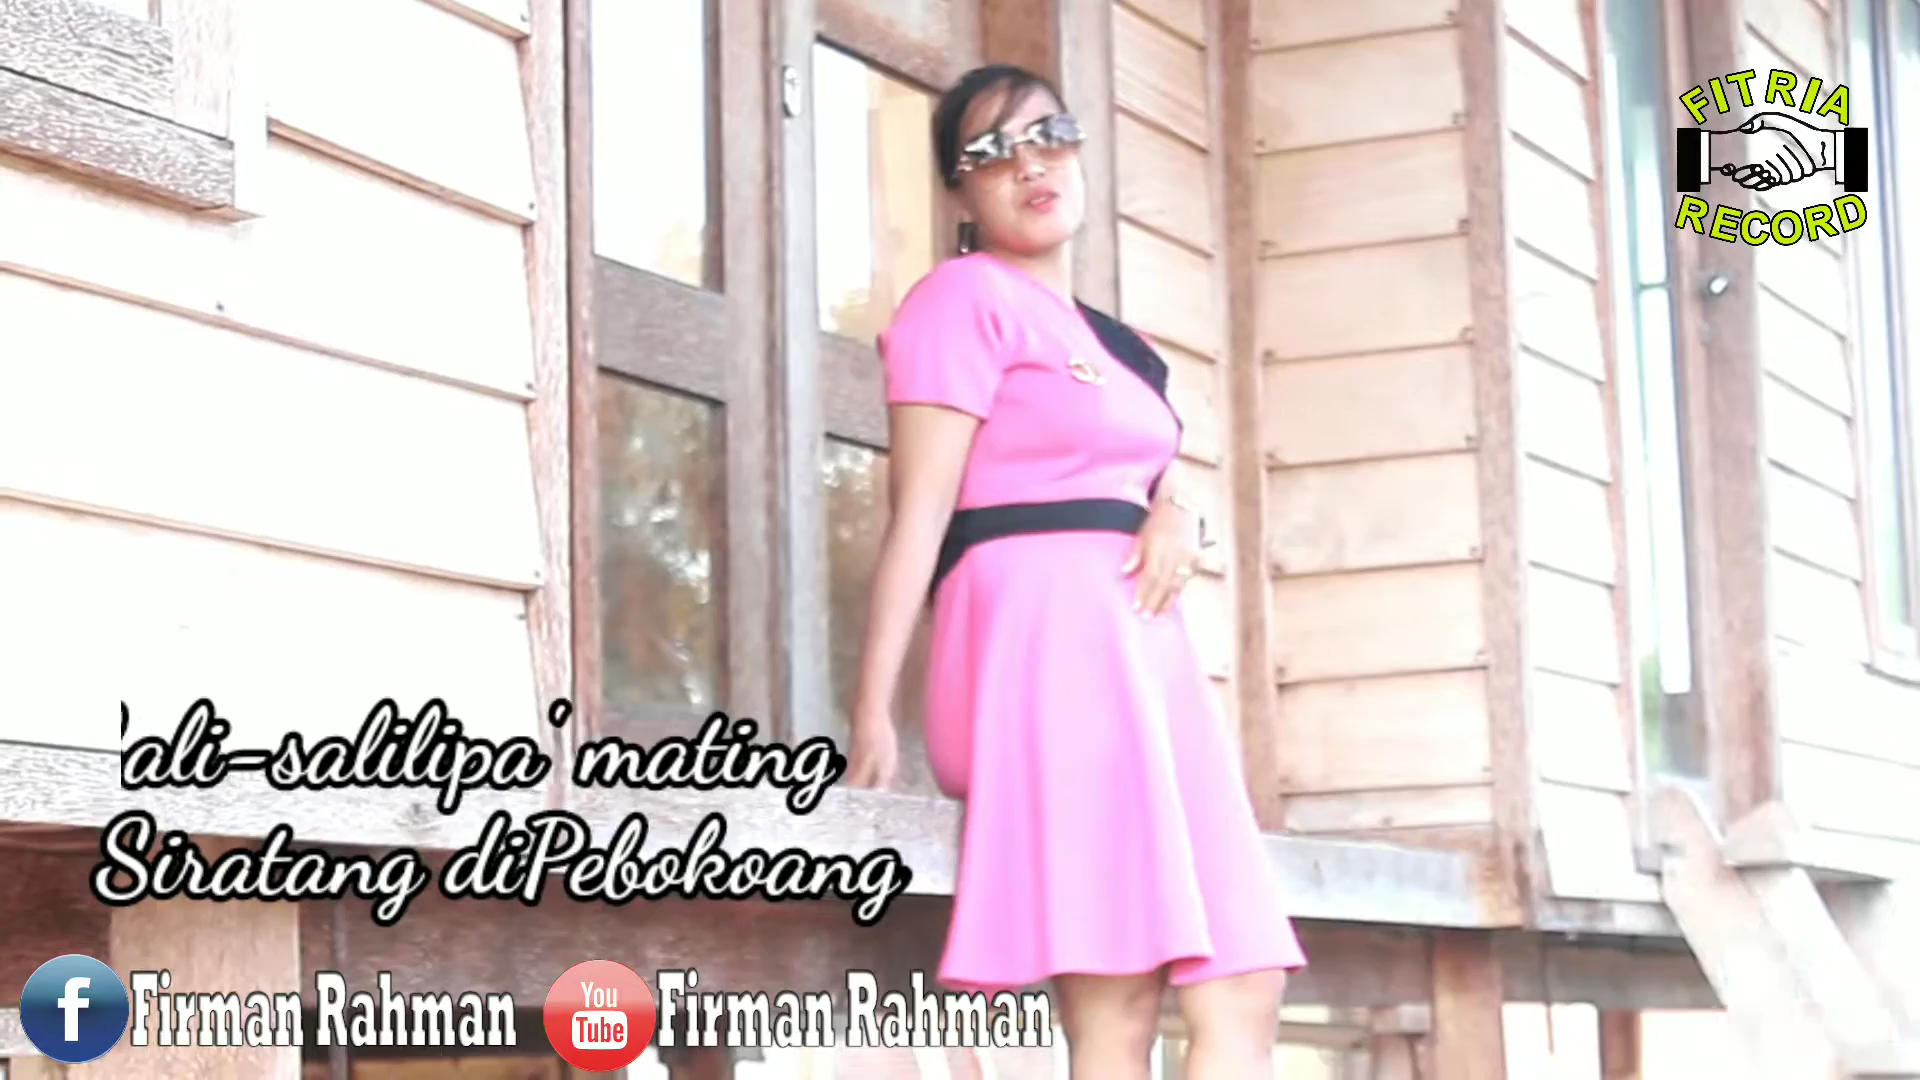 FITRIA
RECORD
ali-salilipa' mating
Siratang diPebokoang
Firman Rahman
You
Tube
Firman Rahman